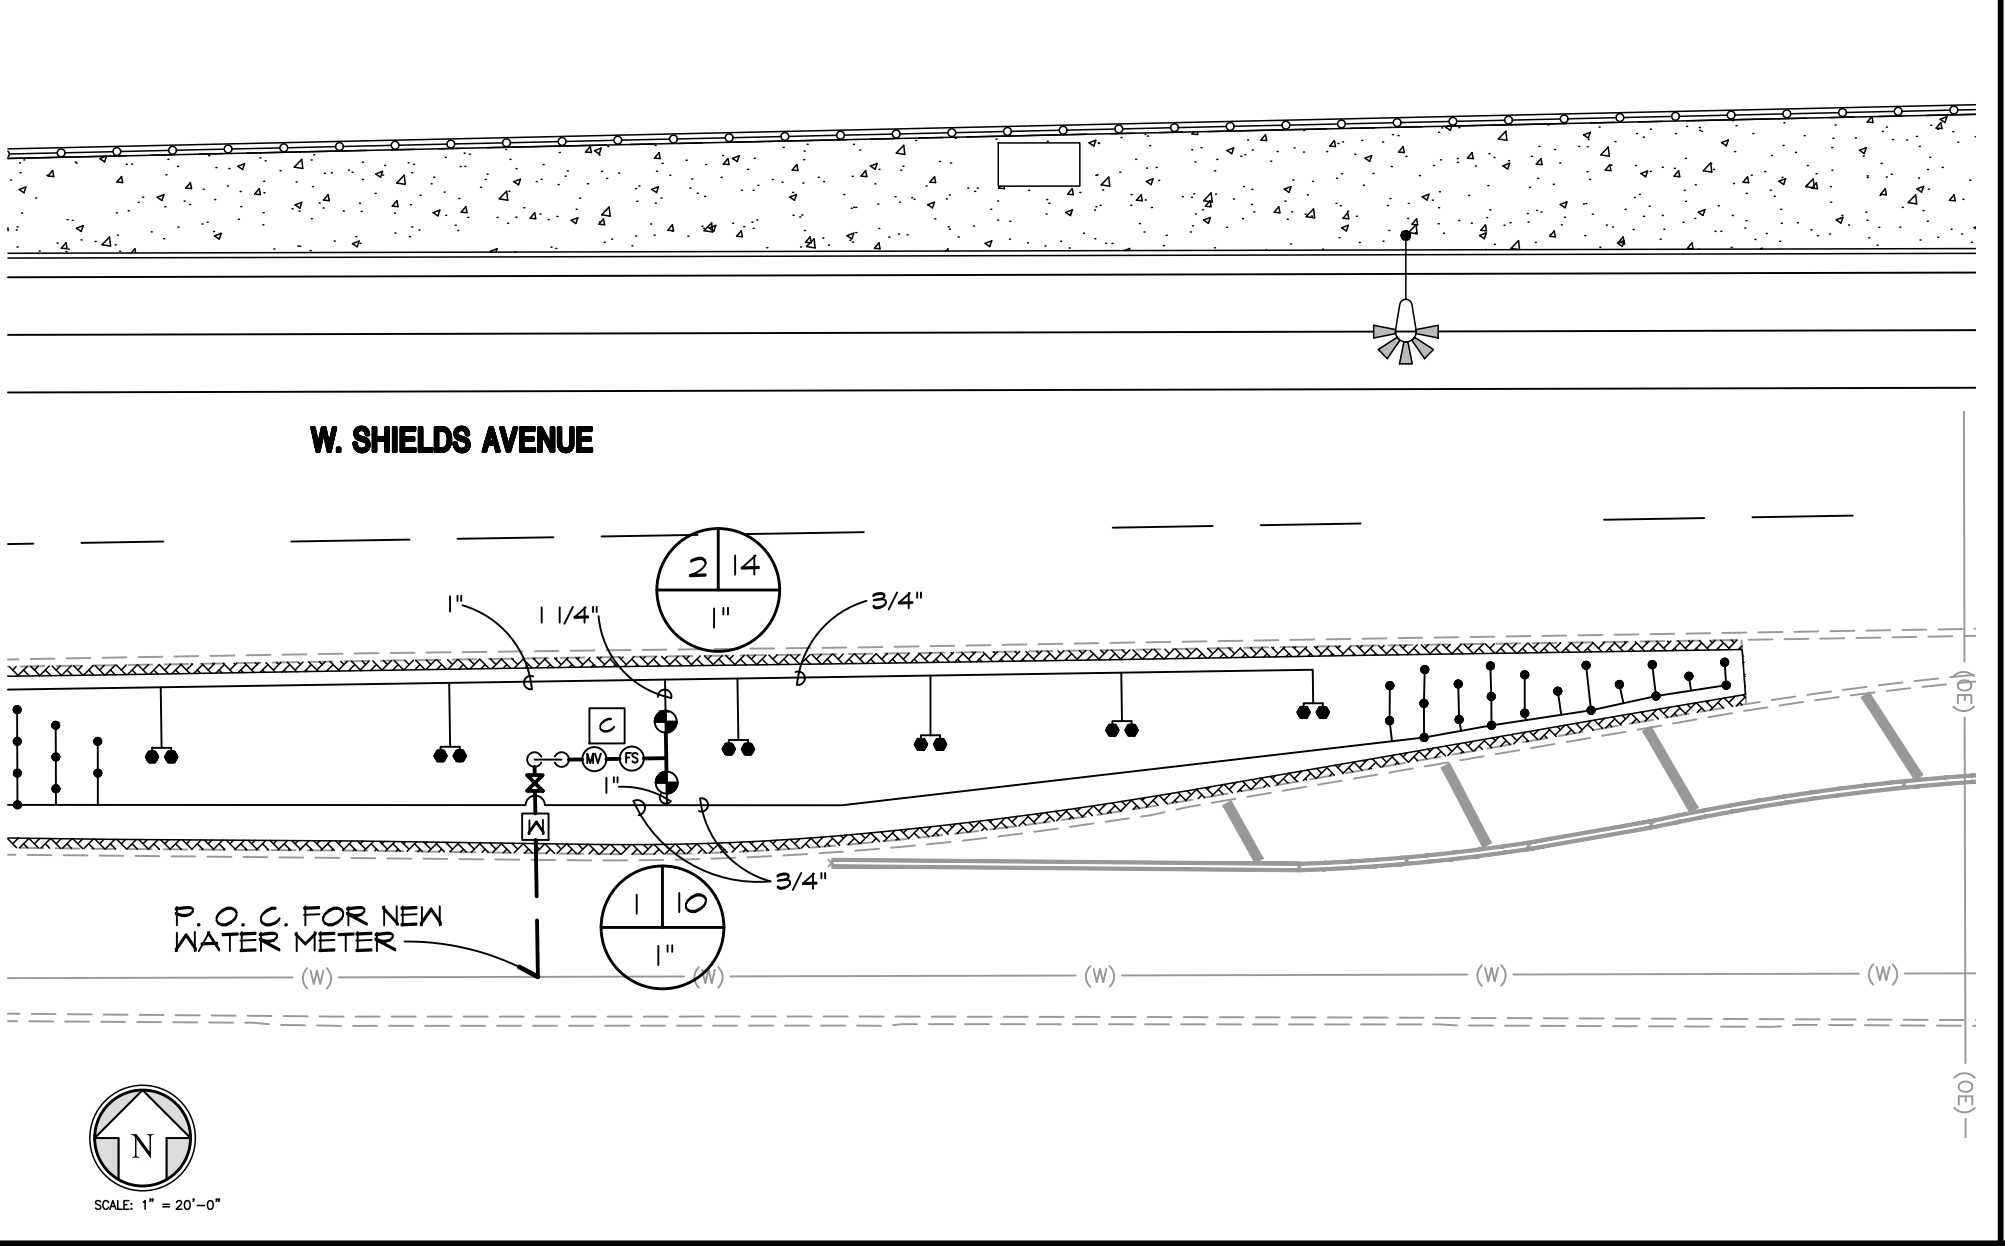 W. SHIELDS AVENUE
2 14
1"
1"
1 1/4"
3/4"
(OE)
C
MV FS
1"
W
3/4"
1 10
1"
P. O. C. FOR NEW
WATER METER
(W) (W) (W) (W) (W)
(OE)
N
SCALE: 1" = 20'-0"